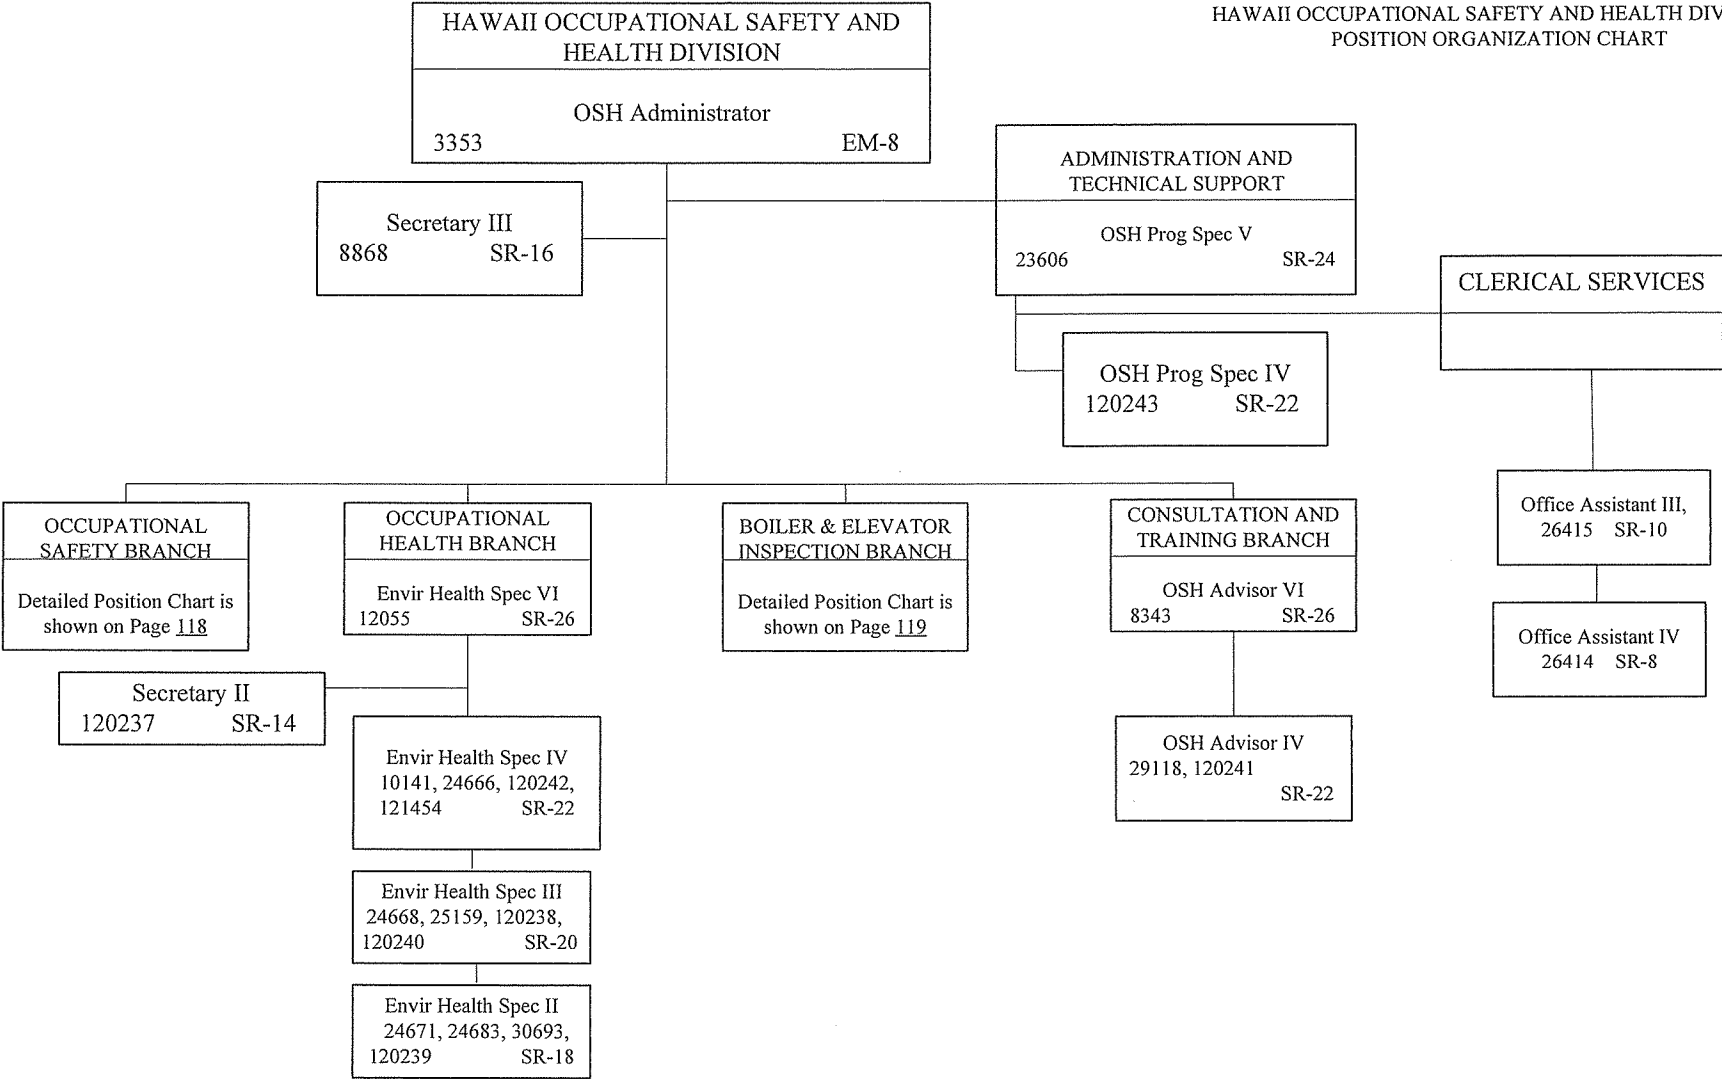 HAWAII OCCUPATIONAL SAFETY AND HEALTH DIV
POSITION ORGANIZATION CHART
HAWAII OCCUPATIONAL SAFETY AND
HEALTH DIVISION
OSH Administrator
3353 EM-8
Secretary III
8868 SR-16
ADMINISTRATION AND
TECHNICAL SUPPORT
OSH Prog Spec V
23606 SR-24
CLERICAL SERVICES
OSH Prog Spec IV
120243 SR-22
Office Assistant III,
26415 SR-10
Office Assistant IV
26414 SR-8
OCCUPATIONAL
SAFETY BRANCH
Detailed Position Chart is
shown on Page 118
OCCUPATIONAL
HEALTH BRANCH
Envir Health Spec VI
12055 SR-26
BOILER & ELEVATOR
INSPECTION BRANCH
Detailed Position Chart is
shown on Page 119
CONSULTATION AND
TRAINING BRANCH
OSH Advisor VI
8343 SR-26
Secretary II
120237 SR-14
Envir Health Spec IV
10141, 24666, 120242,
121454 SR-22
OSH Advisor IV
29118, 120241
SR-22
Envir Health Spec III
24668, 25159, 120238,
120240 SR-20
Envir Health Spec II
24671, 24683, 30693,
120239 SR-18